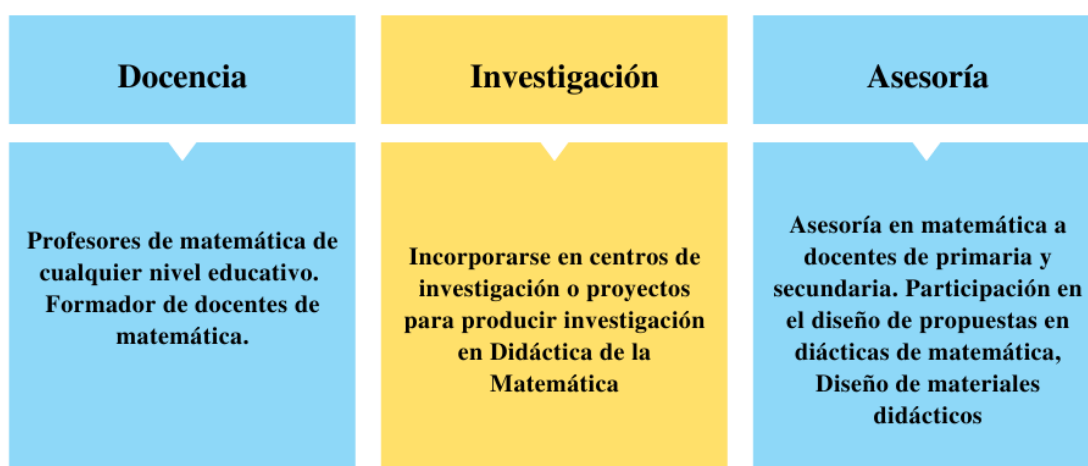 Docencia
Profesores de matemática de
cualquier nivel educativo.
Formador de docentes de
matemática.
Investigación
Incorporarse en centros de
investigación o proyectos
para producir investigación
en Didáctica de la
Matemática
Asesoría
Asesoría en matemática a
docentes de primaria y
secundaria. Participación en
el diseño de propuestas en
diácticas de matemática,
Diseño de materiales
didácticos